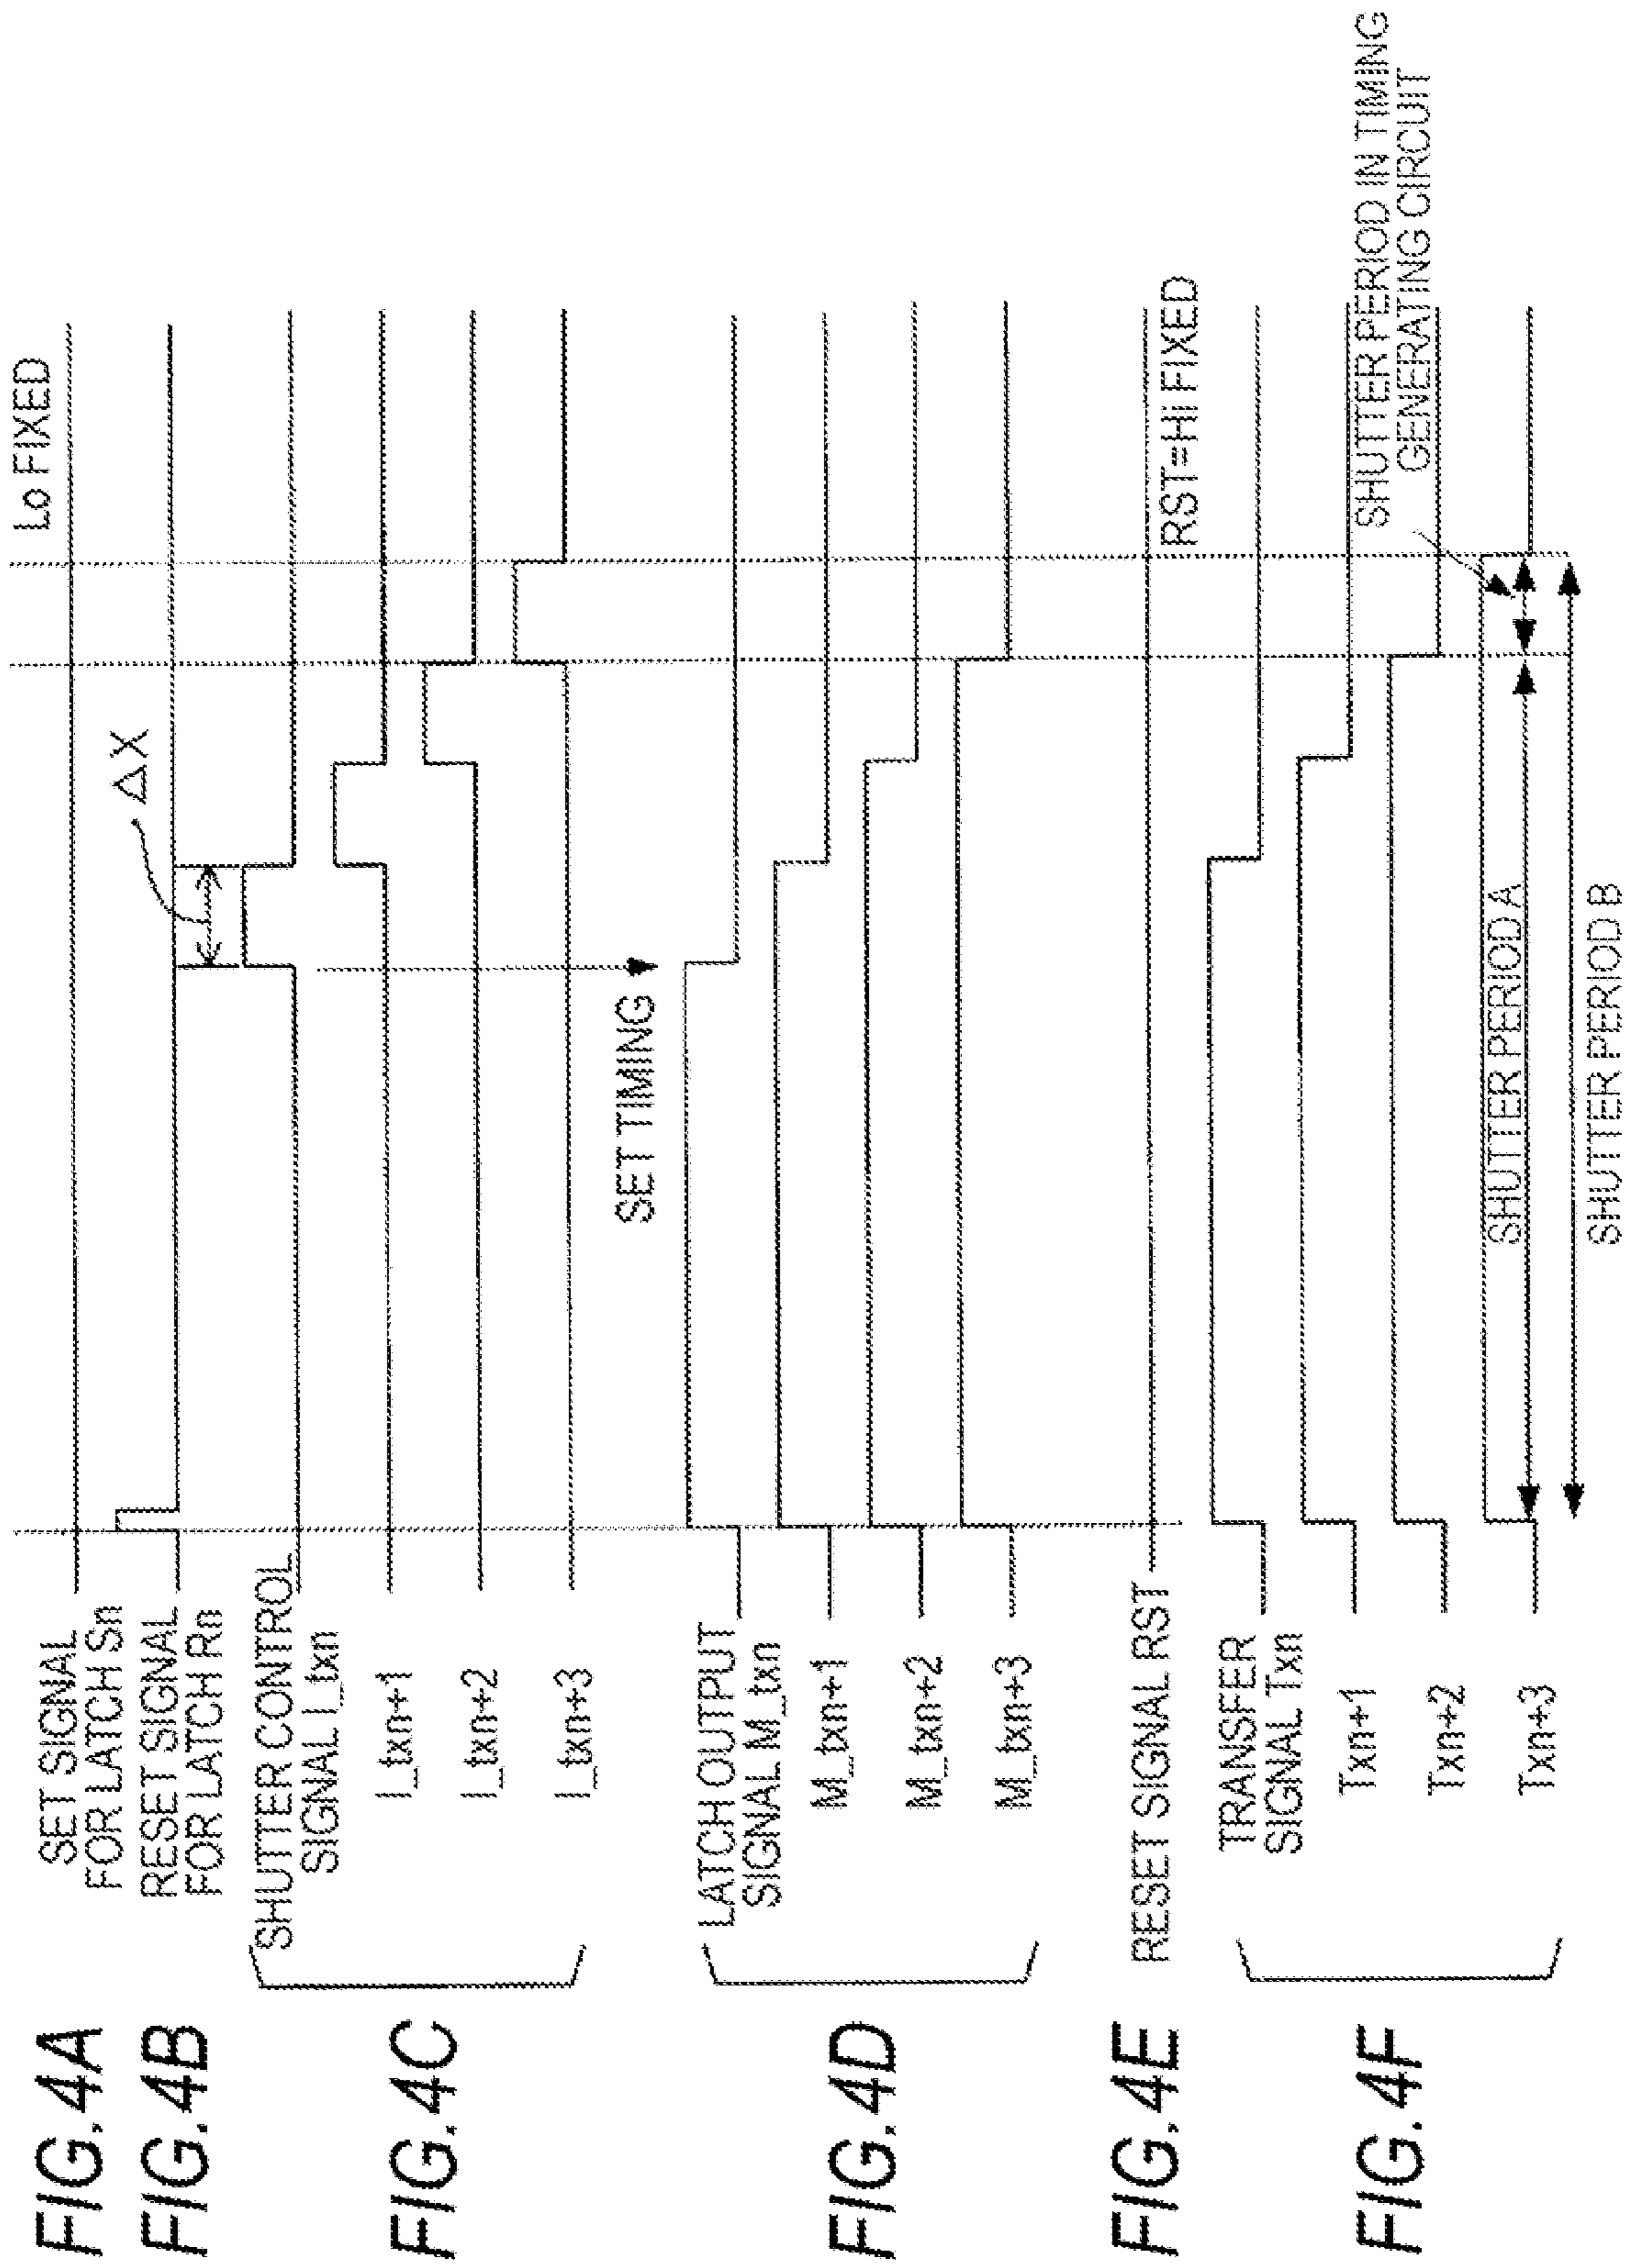 FIG. 4A
SET SIGNAL
FOR LATCH Sn
Lo FIXED
FIG. 4B
RESET SIGNAL
FOR LATCH Rn
ΔX
FIG. 4C
SHUTTER CONTROL
SIGNAL I_txn
I_txn+1
I_txn+2
I_txn+3
SET TIMING
FIG. 4D
LATCH OUTPUT
SIGNAL M_txn
M_txn+1
M_txn+2
M_txn+3
FIG. 4E
RESET SIGNAL RST
RST=HI FIXED
FIG. 4F
TRANSFER
SIGNAL Txn
Txn+1
Txn+2
Txn+3
SHUTTER PERIOD IN TIMING
GENERATING CIRCUIT
SHUTTER PERIOD A
SHUTTER PERIOD B